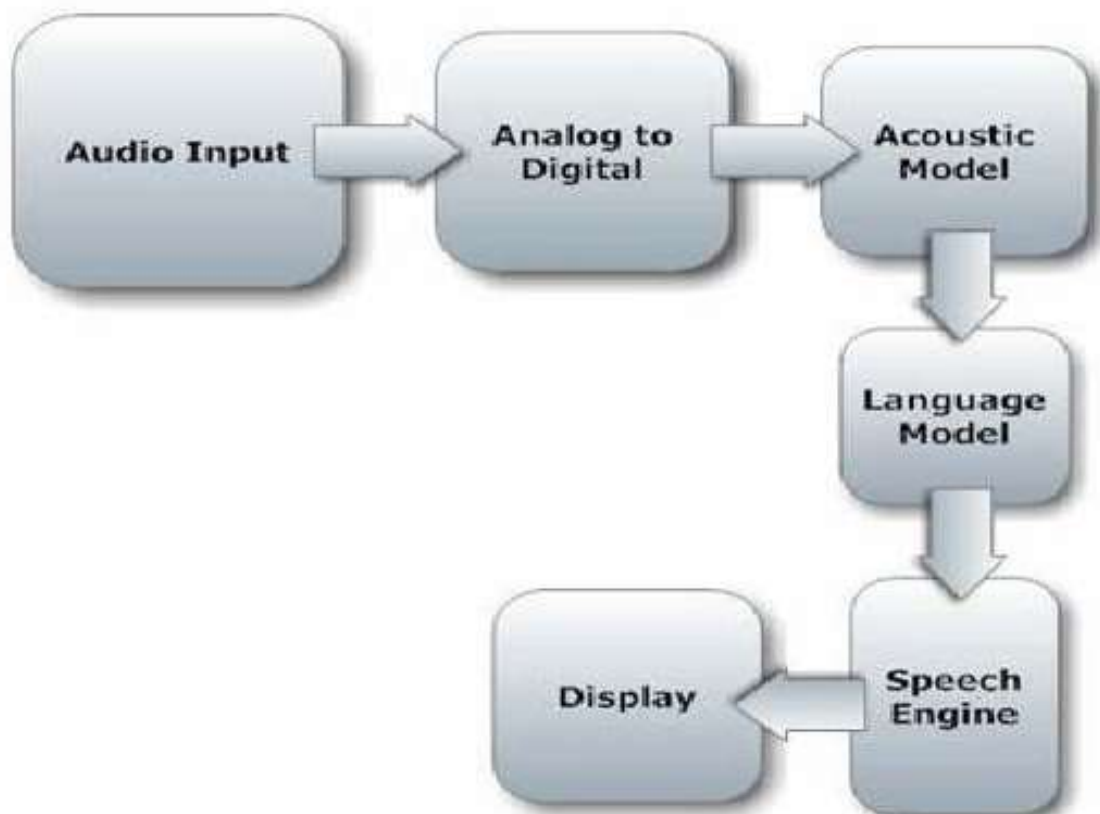 Audio Input
Analog to
Digital
Acoustic
Model
Language
Model
Speech
Engine
Display